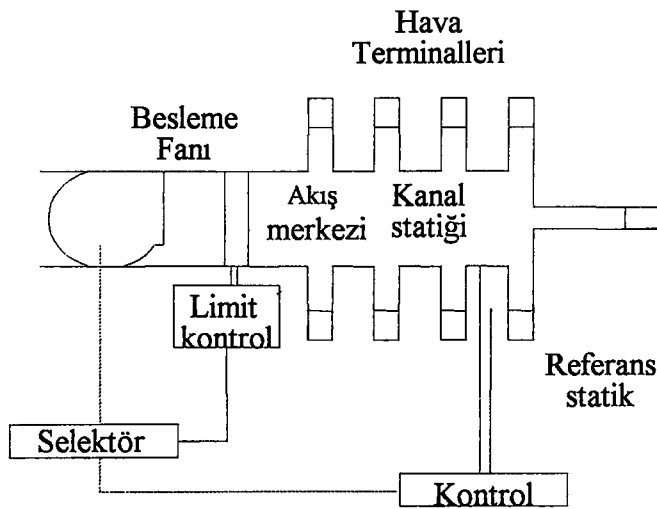 Hava
Terminalleri
Besleme
Fanı
Akış
merkezi
Kanal
statiği
Limit
kontrol
Referans
statik
Selektör
Kontrol